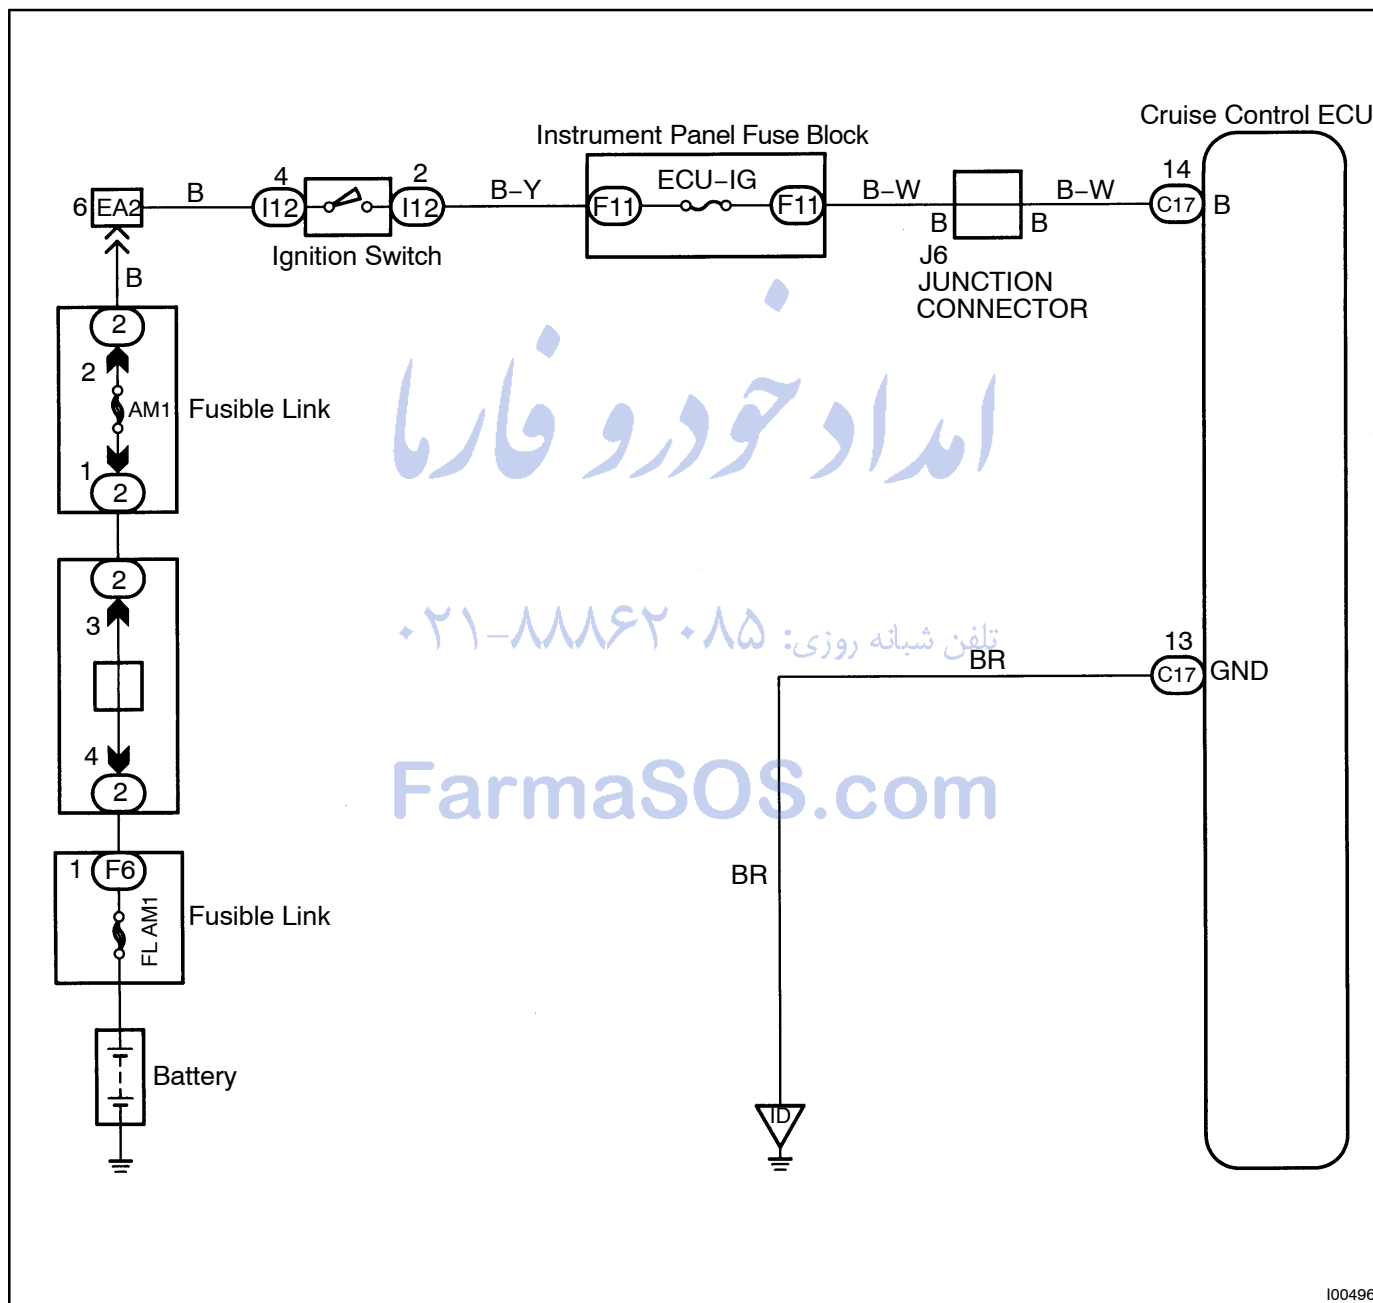 Cruise Control ECU
Instrument Panel Fuse Block
4
2
14
6 EA2
B
I12
I12
B-Y
F11
ECU-IG
F11
B-W
B
B
B-W
C17
B
Ignition Switch
J6
JUNCTION
CONNECTOR
B
2
2
AM1
Fusible Link
1
2
امداد خودرو فارما
2
3
تلفن شبانه روزی: ۰۲۱-۸۸۸۶۲۰۸۵
13
BR
C17
GND
4
2
FarmaSOS.com
1
F6
FL AM1
Fusible Link
BR
Battery
ID
I00496